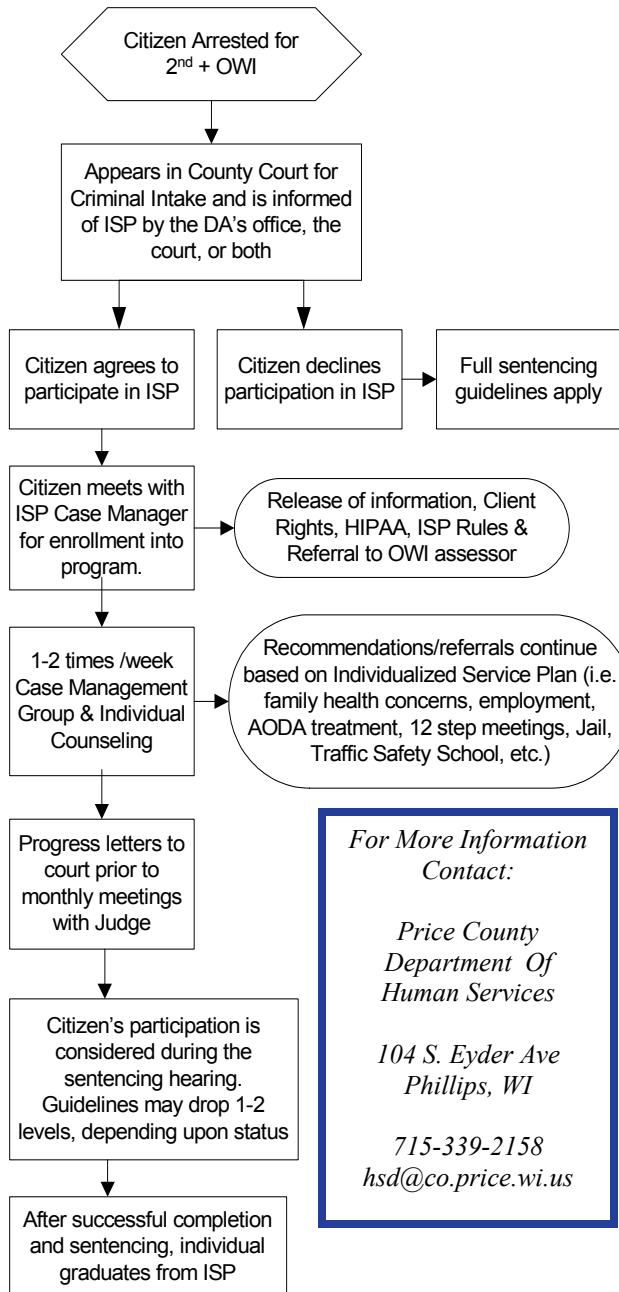 Citizen Arrested for
2nd + OWI
Appears in County Court for
Criminal Intake and is informed
of ISP by the DA's office, the
court, or both
Citizen agrees to
participate in ISP
Citizen declines
participation in ISP
Full sentencing
guidelines apply
Citizen meets with
ISP Case Manager
for enrollment into
program.
Release of information, Client
Rights, HIPAA, ISP Rules &
Referral to OWI assessor
1-2 times /week
Case Management
Group & Individual
Counseling
Recommendations/referrals continue
based on Individualized Service Plan (i.e.
family health concerns, employment,
AODA treatment, 12 step meetings, Jail,
Traffic Safety School, etc.)
Progress letters to
court prior to
monthly meetings
with Judge
Citizen's participation is
considered during the
sentencing hearing.
Guidelines may drop 1-2
levels, depending upon status
After successful completion
and sentencing, individual
graduates from ISP
For More Information
Contact:
Price County
Department Of
Human Services
104 S. Eyder Ave
Phillips, WI
715-339-2158
hsd@co.price.wi.us